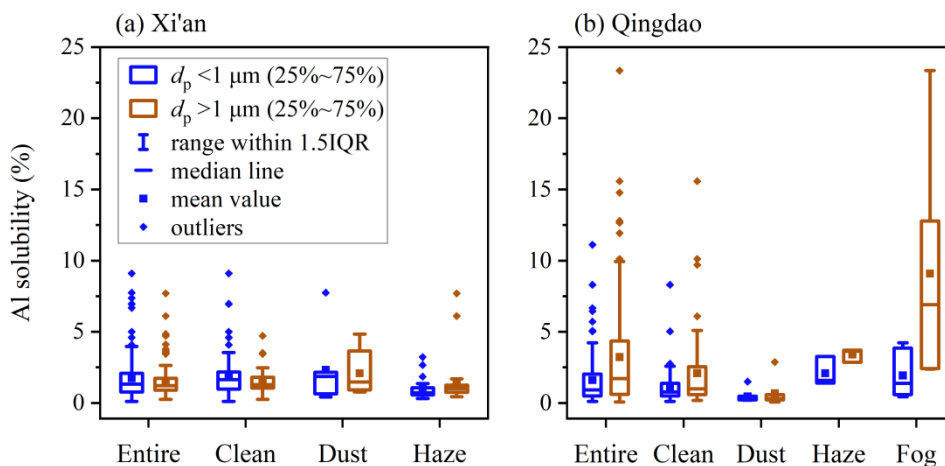 (a) Xi'an
(b) Qingdao
Al solubility (%)
25
20
15
10
5
0
dp <1 μm (25%~75%)
dp >1 μm (25%~75%)
range within 1.5IQR
median line
mean value
outliers
Entire Clean Dust Haze
25
20
15
10
5
0
Entire Clean Dust Haze Fog